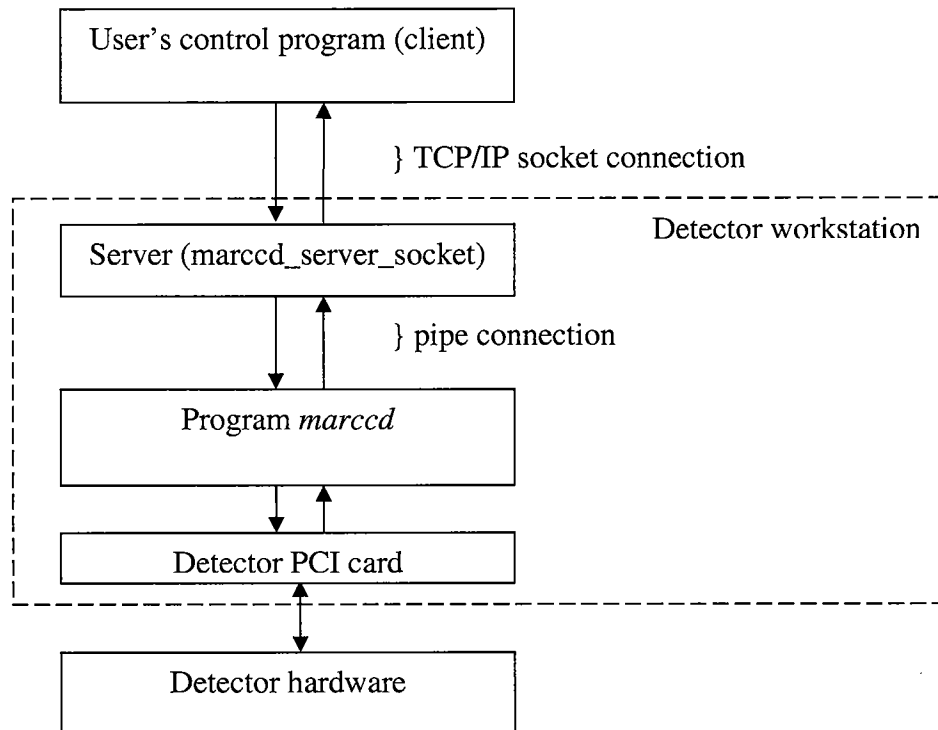 User's control program (client)
} TCP/IP socket connection
Detector workstation
Server (marccd_server_socket)
} pipe connection
Program marccd
Detector PCI card
Detector hardware